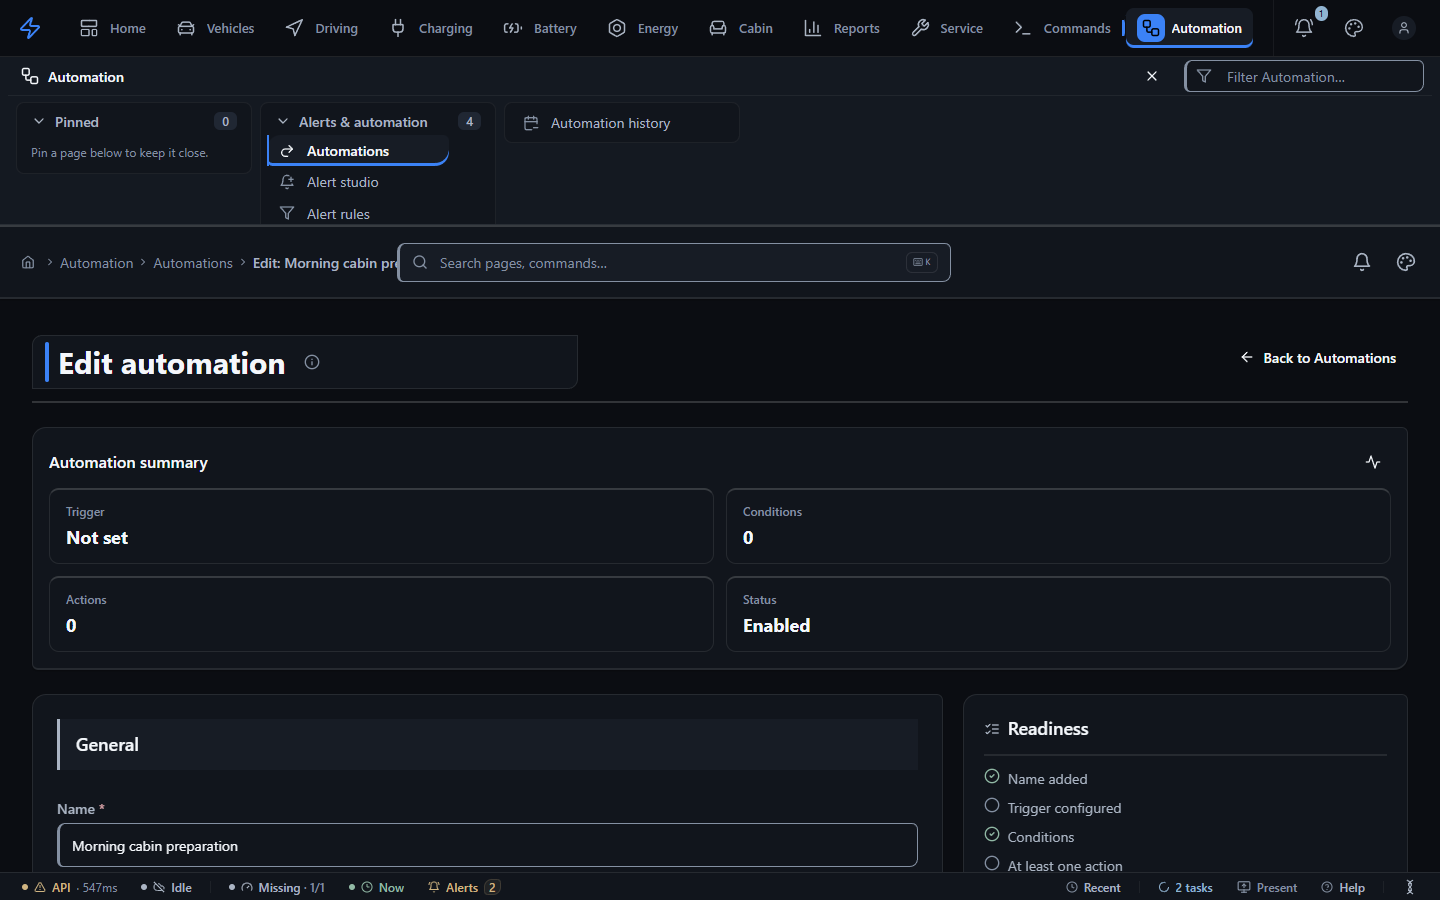 Home
Vehicles
Driving
Charging
Battery
Energy
Cabin
Reports
Service
Commands
Automation
1
Automation
Filter Automation...
Pinned
0
Pin a page below to keep it close.
Alerts & automation
4
Automations
Alert studio
Alert rules
Automation history
Automation
Automations
Edit: Morning cabin pre
Search pages, commands...
K
Edit automation
Back to Automations
Automation summary
Trigger
Not set
Conditions
0
Actions
0
Status
Enabled
General
Name *
Morning cabin preparation
Readiness
Name added
Trigger configured
Conditions
At least one action
API · 547ms
Idle
Missing · 1/1
Now
Alerts 2
Recent
2 tasks
Present
Help